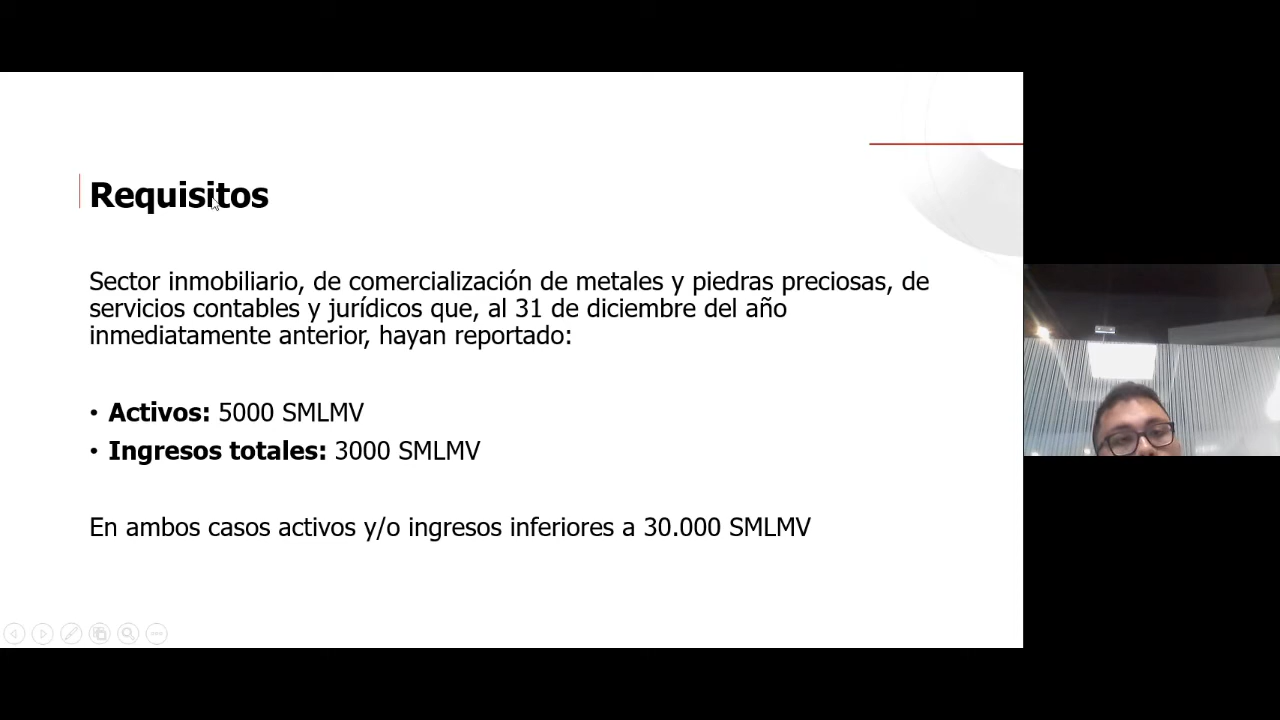 Requisitos
Sector inmobiliario, de comercialización de metales y piedras preciosas, de
servicios contables y jurídicos que, al 31 de diciembre del año
inmediatamente anterior, hayan reportado:
• Activos: 5000 SMLMV
• Ingresos totales: 3000 SMLMV
En ambos casos activos y/o ingresos inferiores a 30.000 SMLMV